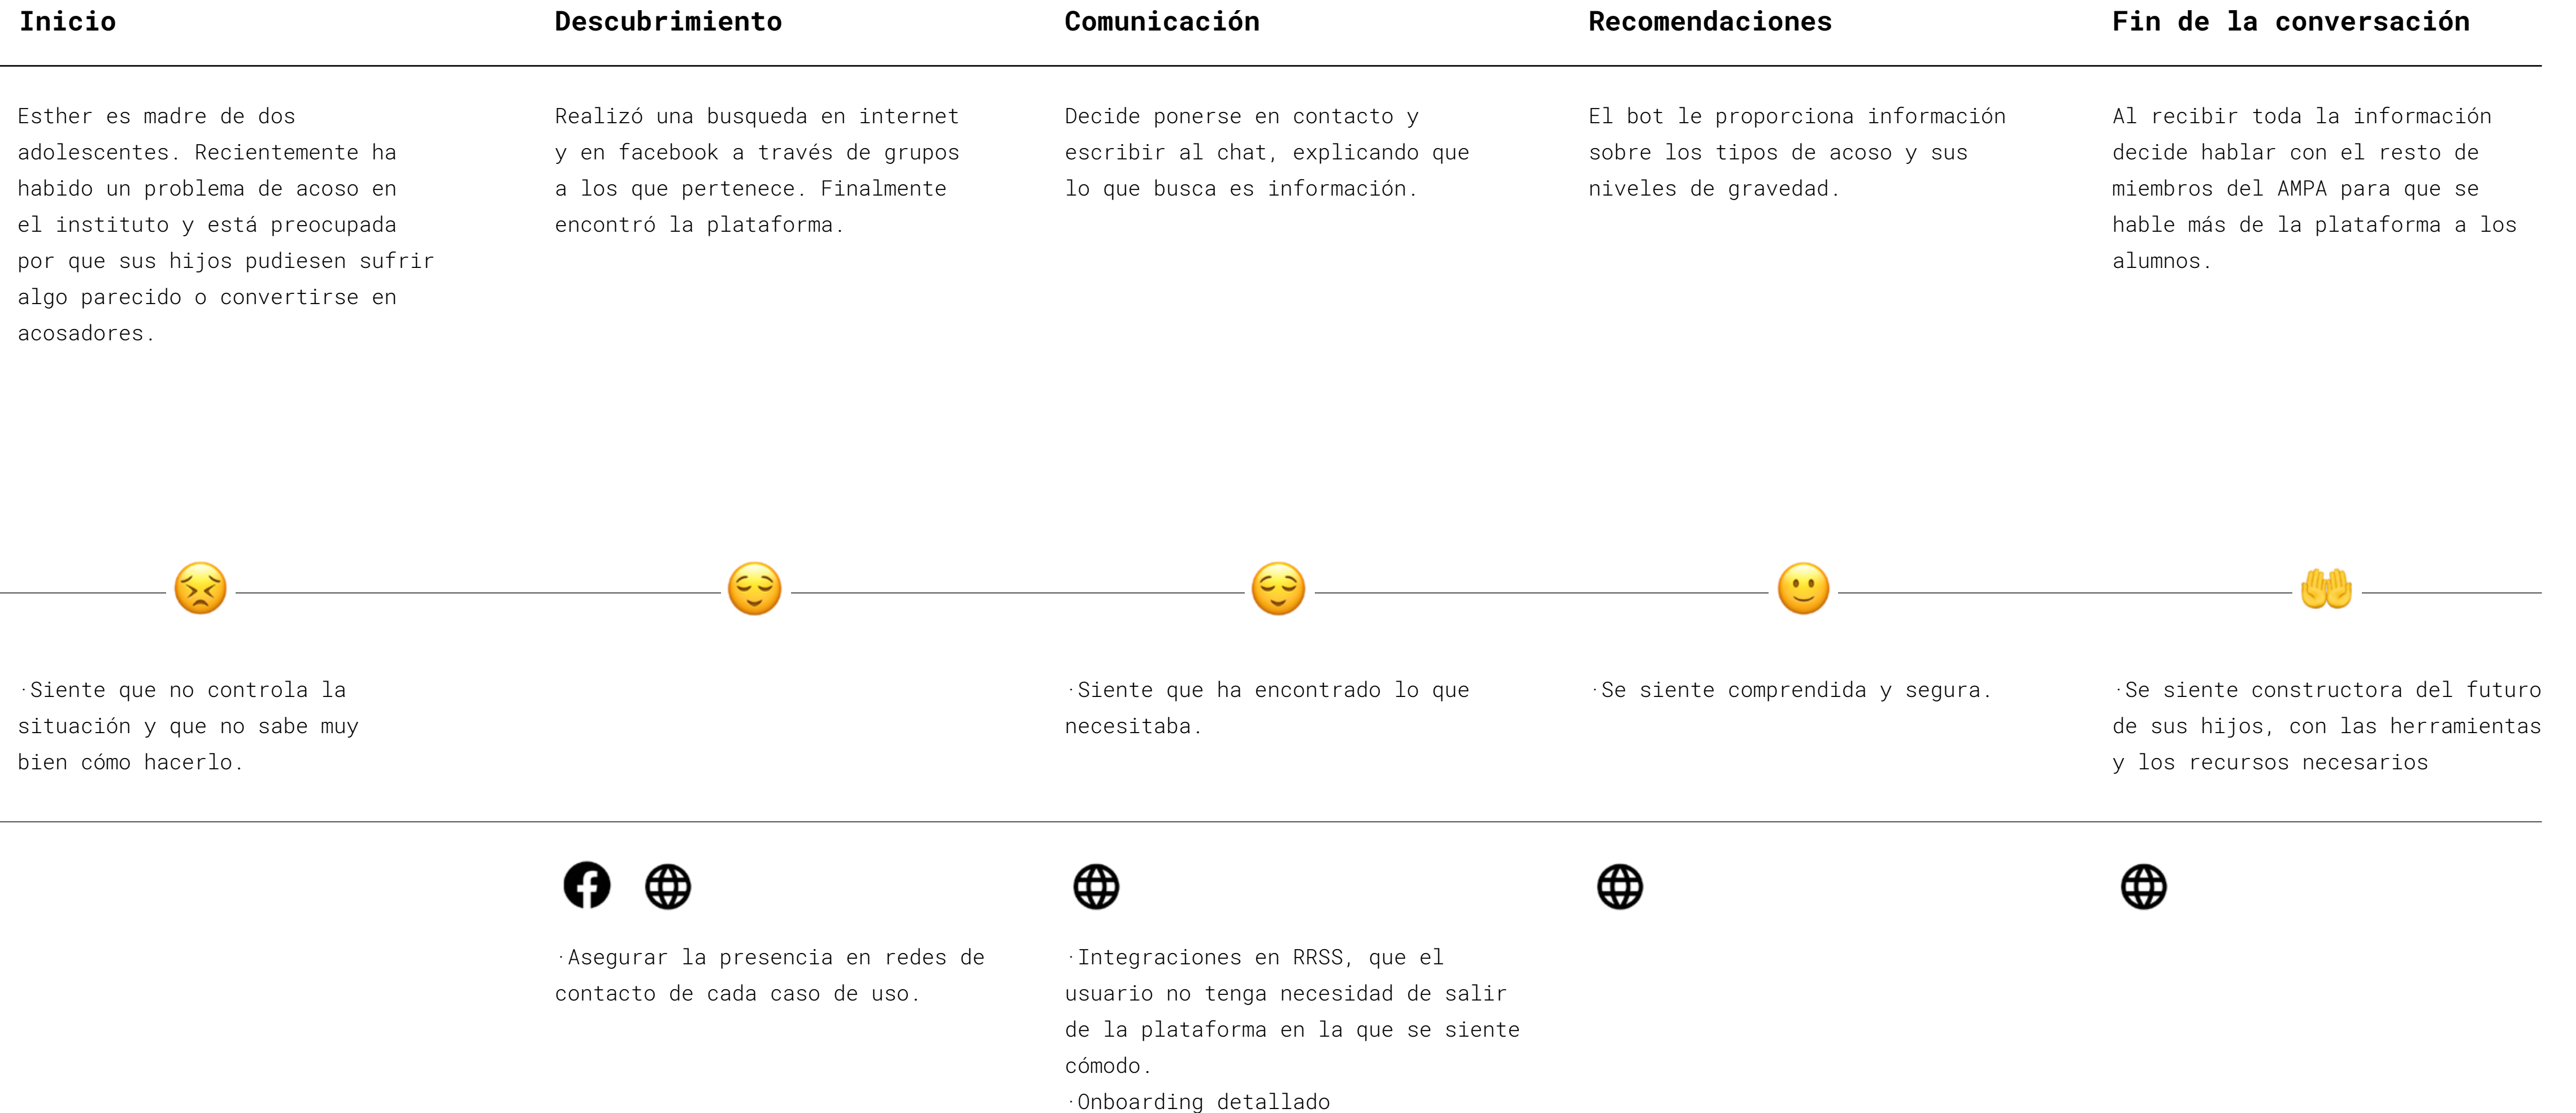 Inicio
Descubrimiento
Comunicación
Recomendaciones
Fin de la conversación
Esther es madre de dos
adolescentes. Recientemente ha
habido un problema de acoso en
el instituto y está preocupada
por que sus hijos pudiesen sufrir
algo parecido o convertirse en
acosadores.
Realizó una busqueda en internet
y en facebook a través de grupos
a los que pertenece. Finalmente
encontró la plataforma.
Decide ponerse en contacto y
escribir al chat, explicando que
lo que busca es información.
El bot le proporciona información
sobre los tipos de acoso y sus
niveles de gravedad.
Al recibir toda la información
decide hablar con el resto de
miembros del AMPA para que se
hable más de la plataforma a los
alumnos.
·Siente que no controla la
situación y que no sabe muy
bien cómo hacerlo.
·Siente que ha encontrado lo que
necesitaba.
·Se siente comprendida y segura.
·Se siente constructora del futuro
de sus hijos, con las herramientas
y los recursos necesarios
·Asegurar la presencia en redes de
contacto de cada caso de uso.
·Integraciones en RRSS, que el
usuario no tenga necesidad de salir
de la plataforma en la que se siente
cómodo.
·Onboarding detallado